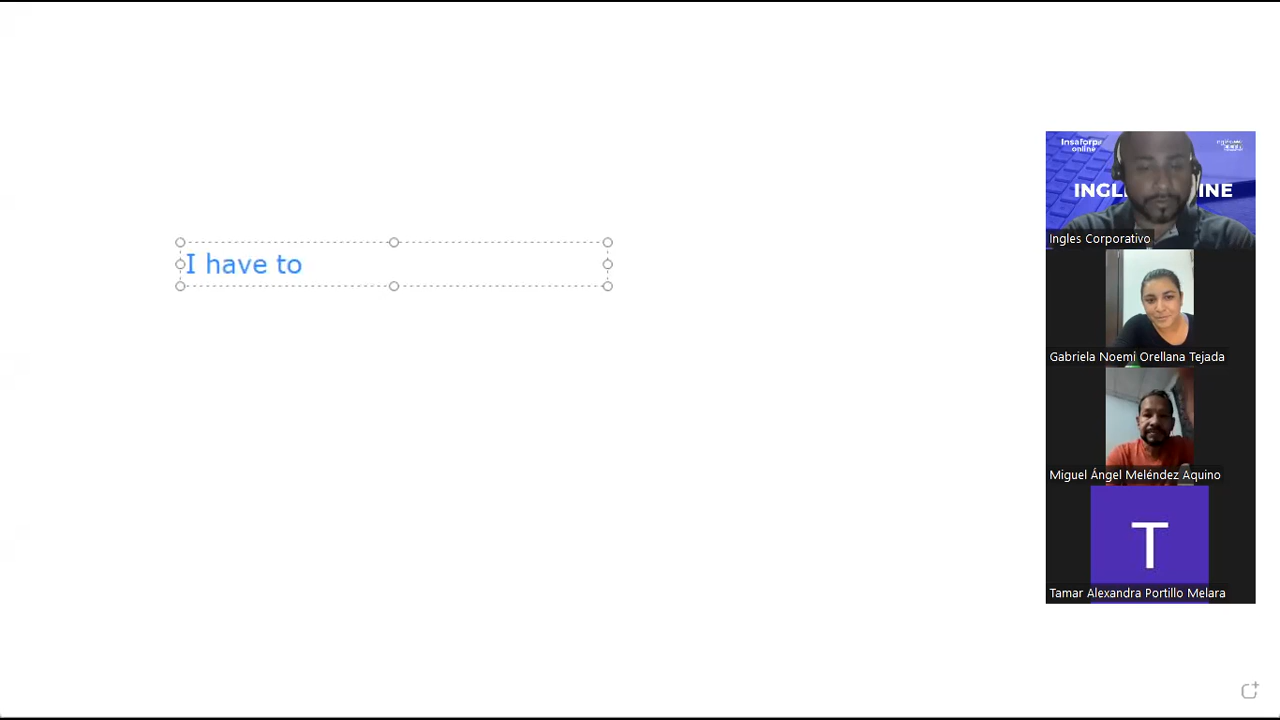 I have to
Insaforp
online
INGL
INE
Ingles Corporativo
Gabriela Noemi Orellana Tejada
Miguel Ángel Meléndez Aquino
T
Tamar Alexandra Portillo Melara